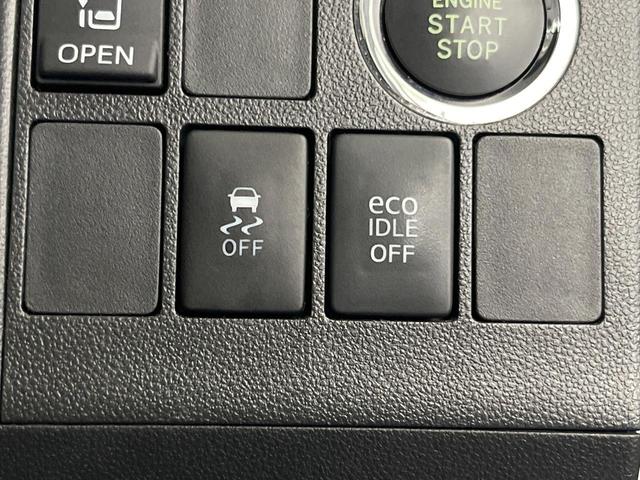 OPEN
ENGINE
START
STOP
OFF
eco
IDLE
OFF